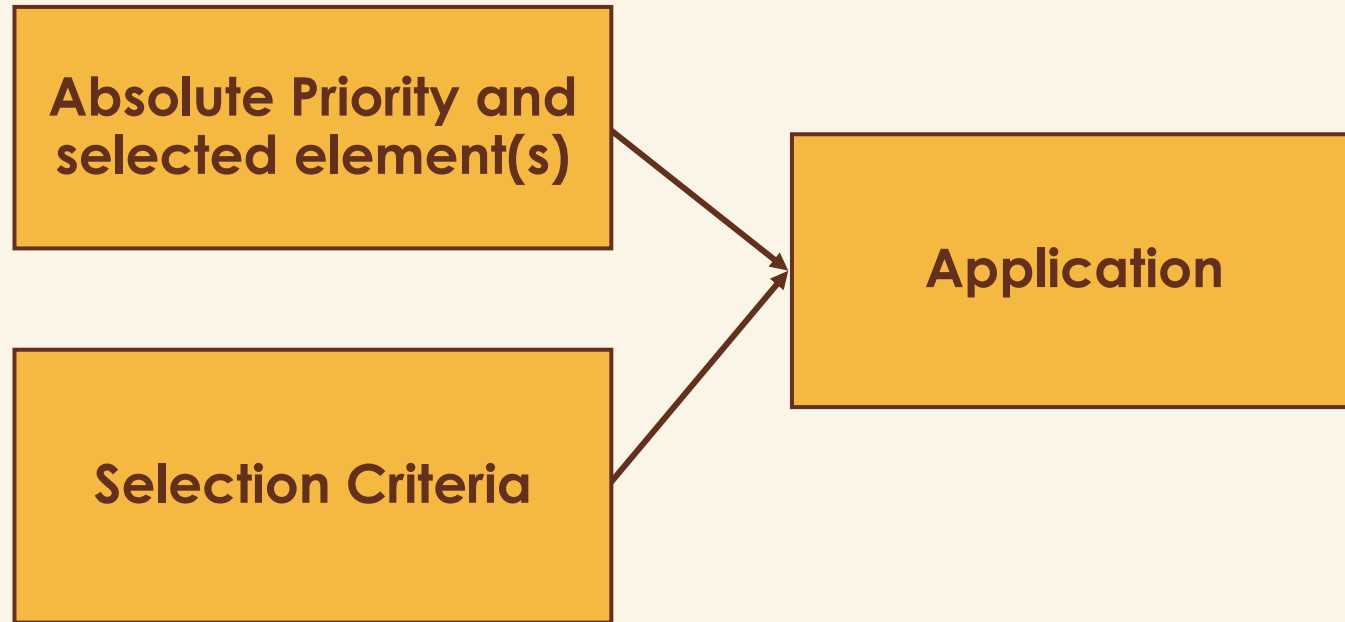 Absolute Priority and
selected element(s)
Application
Selection Criteria